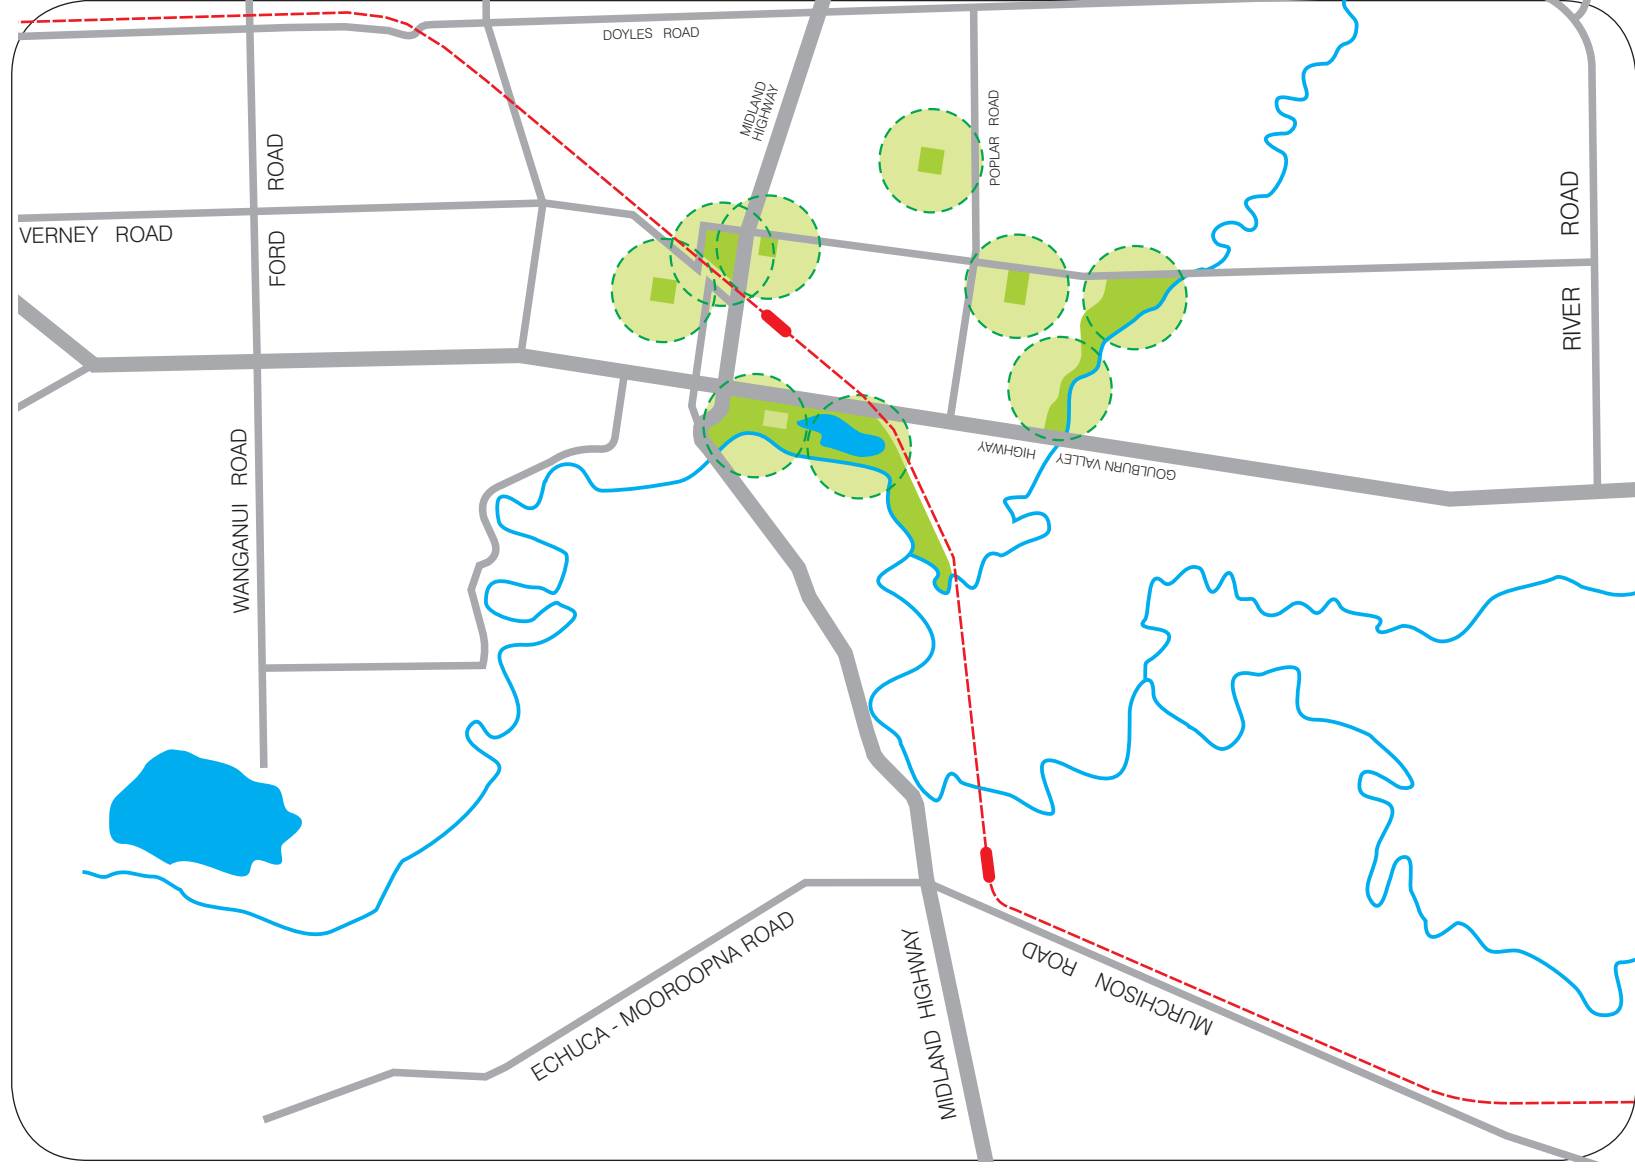 DOYLES ROAD
MIDLAND
HIGHWAY
POPLAR ROAD
FORD ROAD
VERNEY ROAD
RIVER ROAD
WANGANUI ROAD
GOULBURN VALLEY HIGHWAY
ECHUCA - MOOROOPNA ROAD
MIDLAND HIGHWAY
MURCHISON ROAD